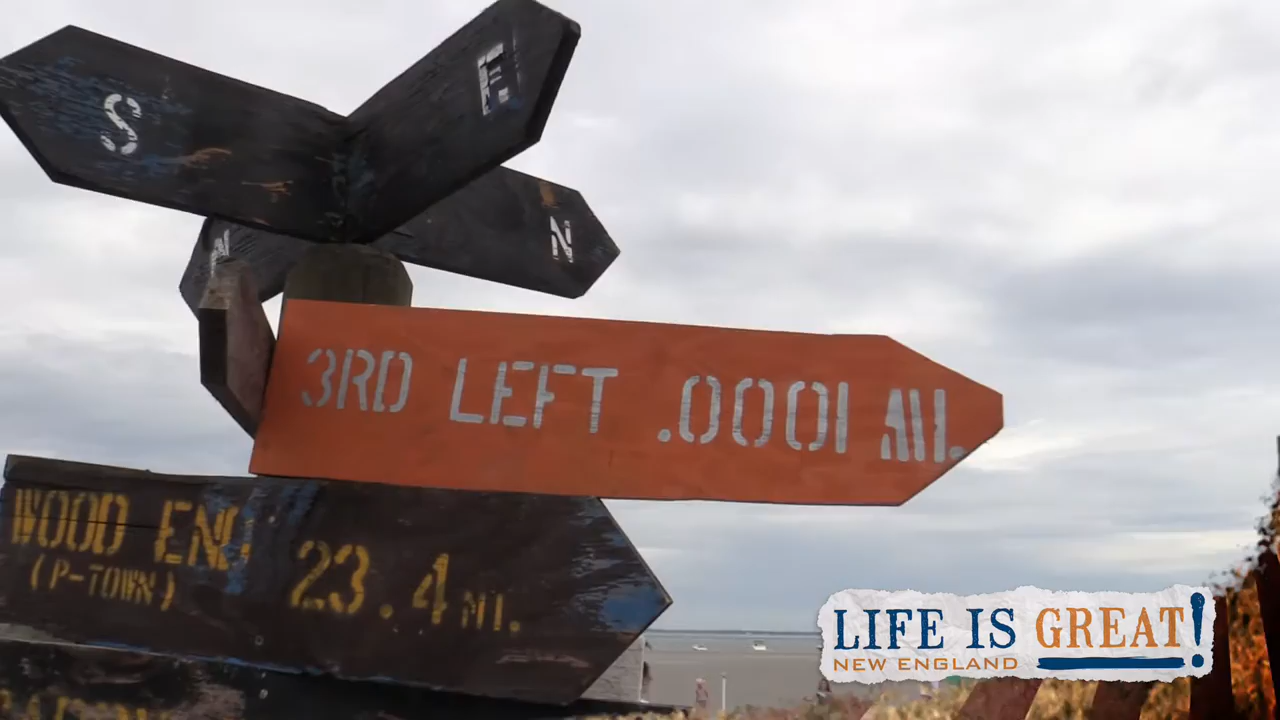 S
E
N
3RD LEFT .0001 MI.
WOOD END 23.4 MI.
(P-TOWN)
LIFE IS GREAT!
NEW ENGLAND